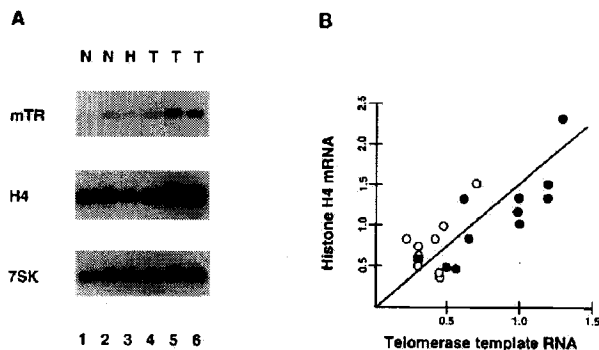 A
N N H T T T
mTR
H4
7SK
1 2 3 4 5 6
B
Histone H4 mRNA
2.5
2.0
1.5
1.0
0.5
0.5 1.0 1.5
Telomerase template RNA